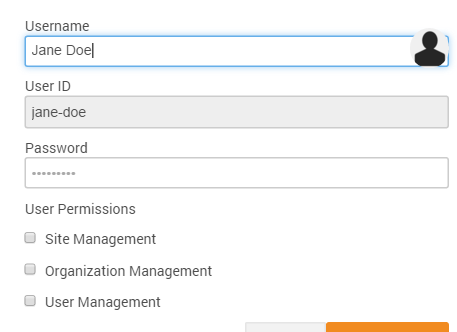 Username
Jane Doe
User ID
jane-doe
Password
•••••••••
User Permissions
Site Management
Organization Management
User Management